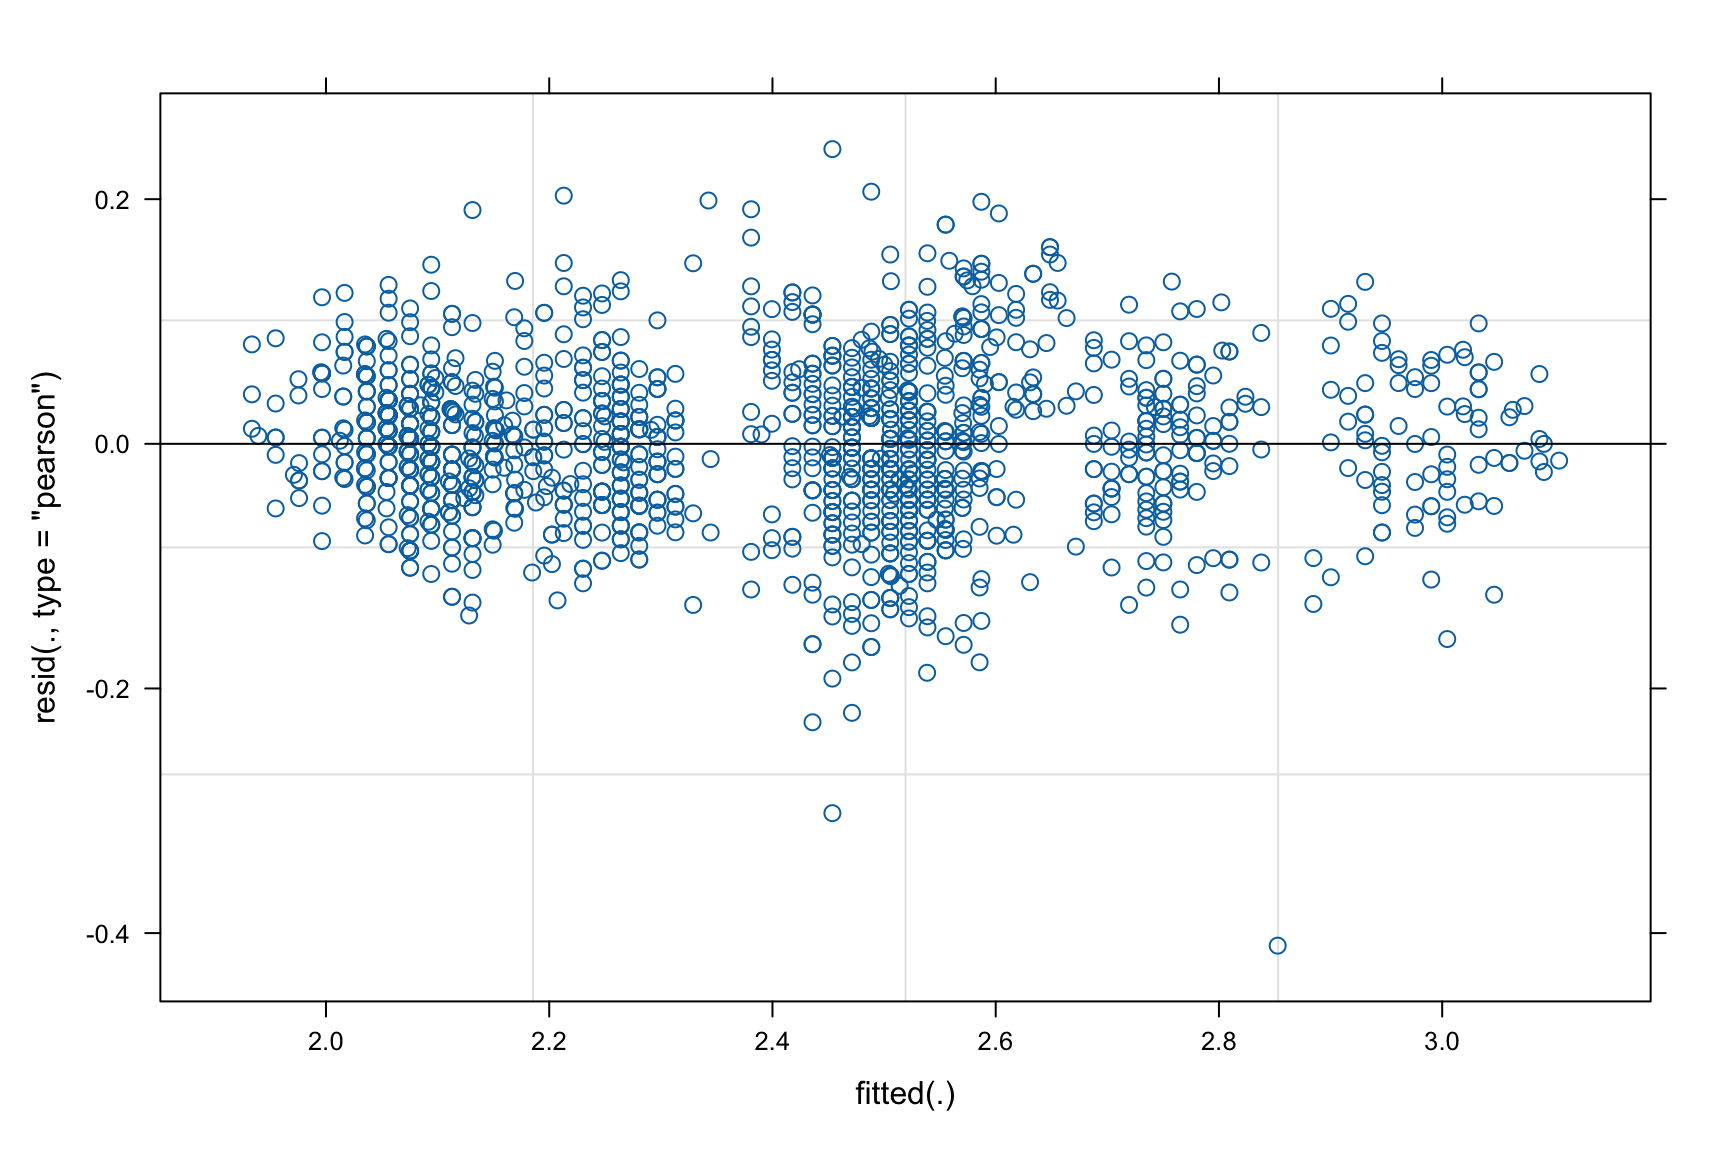 resid(., type = "pearson")
0.2
0.0
-0.2
-0.4
2.0 2.2 2.4 2.6 2.8 3.0
fitted(.)